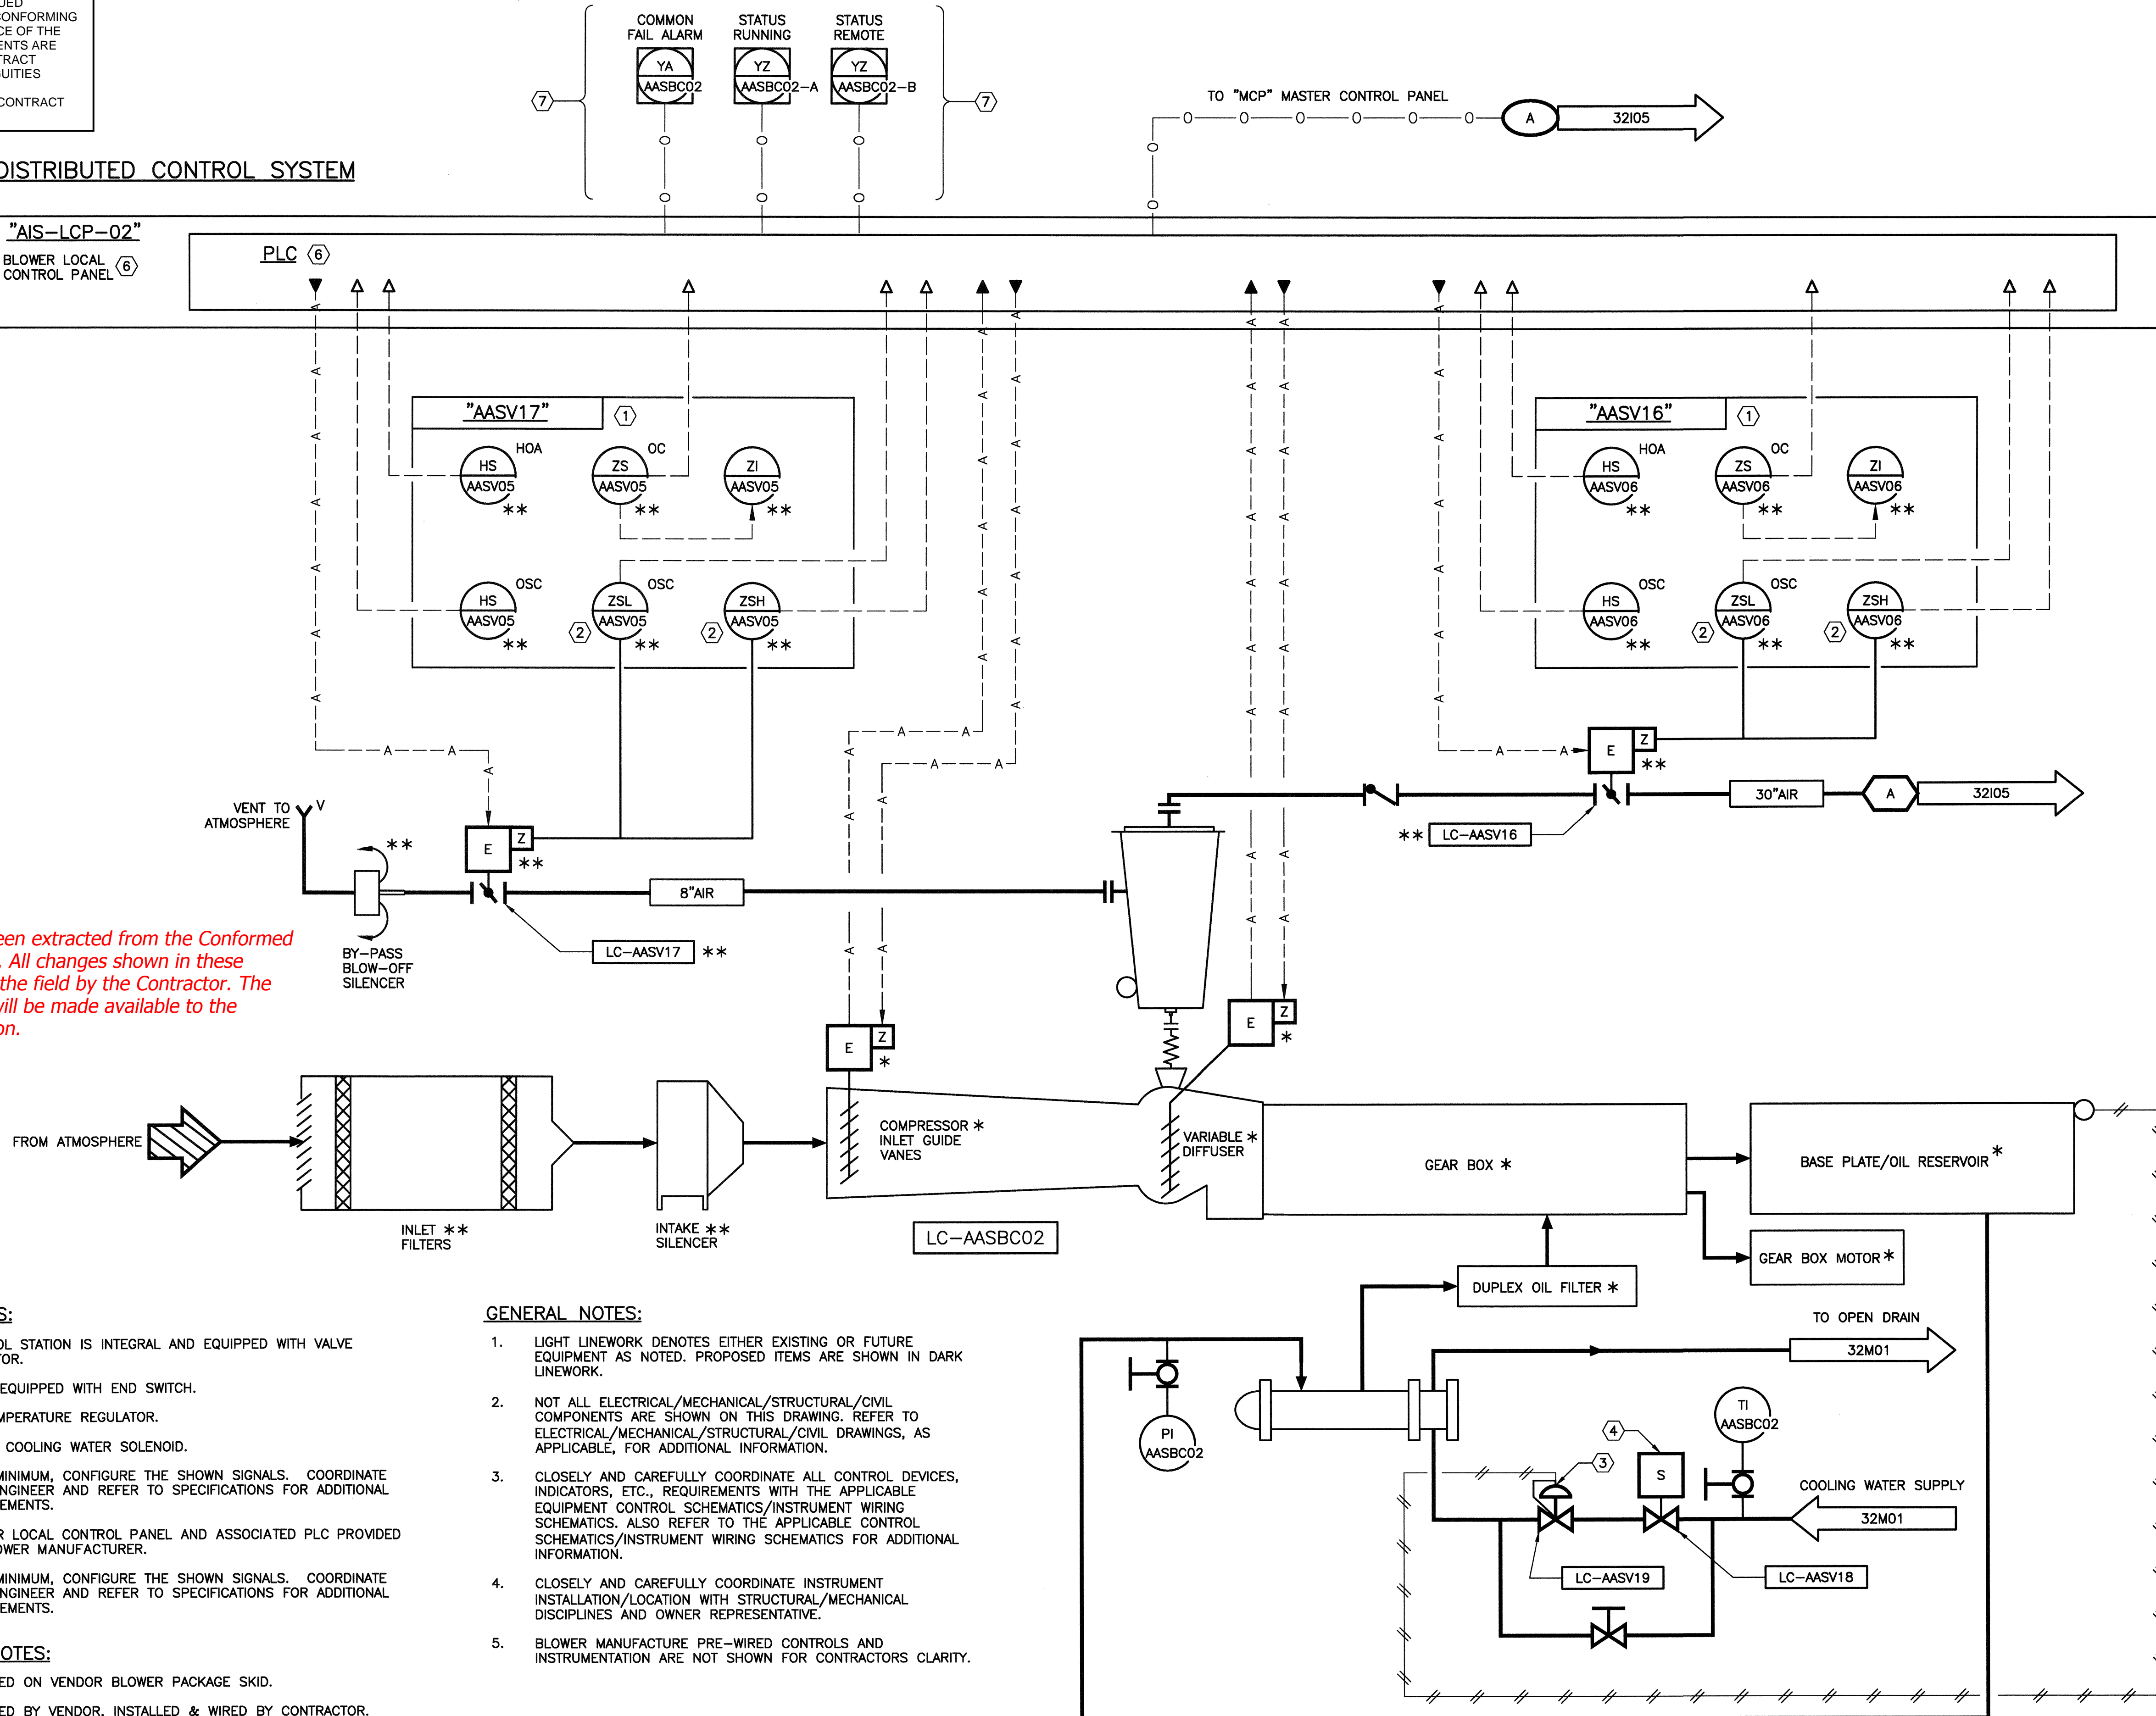 CONFORMING
CE OF THE
ENTS ARE
TRACT
GUITIES
CONTRACT
COMMON
FAIL ALARM
STATUS
RUNNING
STATUS
REMOTE
YA
AASBC02
YZ
AASBC02-A
YZ
AASBC02-B
7
7
TO "MCP" MASTER CONTROL PANEL
A
32I05
DISTRIBUTED CONTROL SYSTEM
"AIS-LCP-02"
BLOWER LOCAL
CONTROL PANEL 6
PLC 6
"AASV17" 1
HS
AASV05
HOA
**
ZS
AASV05
OC
**
ZI
AASV05
**
HS
AASV05
OSC
**
2
ZSL
AASV05
OSC
**
2
ZSH
AASV05
**
"AASV16" 1
HS
AASV06
HOA
**
ZS
AASV06
OC
**
ZI
AASV06
**
HS
AASV06
OSC
**
2
ZSL
AASV06
OSC
**
2
ZSH
AASV06
**
VENT TO
ATMOSPHERE
V
**
E Z
**
8"AIR
LC-AASV17 **
BY-PASS
BLOW-OFF
SILENCER
E Z
**
30"AIR
A
32I05
** LC-AASV16
een extracted from the Conformed
. All changes shown in these
the field by the Contractor. The
will be made available to the
on.
E Z
*
E Z
*
FROM ATMOSPHERE
INLET **
FILTERS
INTAKE **
SILENCER
COMPRESSOR *
INLET GUIDE
VANES
VARIABLE *
DIFFUSER
LC-AASBC02
GEAR BOX *
BASE PLATE/OIL RESERVOIR *
GEAR BOX MOTOR *
DUPLEX OIL FILTER *
TO OPEN DRAIN
32M01
PI
AASBC02
TI
AASBC02
4
3
S
COOLING WATER SUPPLY
32M01
LC-AASV19
LC-AASV18
S:
OL STATION IS INTEGRAL AND EQUIPPED WITH VALVE
TOR.
EQUIPPED WITH END SWITCH.
MPERATURE REGULATOR.
COOLING WATER SOLENOID.
MINIMUM, CONFIGURE THE SHOWN SIGNALS. COORDINATE
NGINEER AND REFER TO SPECIFICATIONS FOR ADDITIONAL
EMENTS.
R LOCAL CONTROL PANEL AND ASSOCIATED PLC PROVIDED
OWER MANUFACTURER.
MINIMUM, CONFIGURE THE SHOWN SIGNALS. COORDINATE
NGINEER AND REFER TO SPECIFICATIONS FOR ADDITIONAL
EMENTS.
OTES:
ED ON VENDOR BLOWER PACKAGE SKID.
ED BY VENDOR, INSTALLED & WIRED BY CONTRACTOR.
GENERAL NOTES:
1. LIGHT LINEWORK DENOTES EITHER EXISTING OR FUTURE
EQUIPMENT AS NOTED. PROPOSED ITEMS ARE SHOWN IN DARK
LINEWORK.
2. NOT ALL ELECTRICAL/MECHANICAL/STRUCTURAL/CIVIL
COMPONENTS ARE SHOWN ON THIS DRAWING. REFER TO
ELECTRICAL/MECHANICAL/STRUCTURAL/CIVIL DRAWINGS, AS
APPLICABLE, FOR ADDITIONAL INFORMATION.
3. CLOSELY AND CAREFULLY COORDINATE ALL CONTROL DEVICES,
INDICATORS, ETC., REQUIREMENTS WITH THE APPLICABLE
EQUIPMENT CONTROL SCHEMATICS/INSTRUMENT WIRING
SCHEMATICS. ALSO REFER TO THE APPLICABLE CONTROL
SCHEMATICS/INSTRUMENT WIRING SCHEMATICS FOR ADDITIONAL
INFORMATION.
4. CLOSELY AND CAREFULLY COORDINATE INSTRUMENT
INSTALLATION/LOCATION WITH STRUCTURAL/MECHANICAL
DISCIPLINES AND OWNER REPRESENTATIVE.
5. BLOWER MANUFACTURE PRE-WIRED CONTROLS AND
INSTRUMENTATION ARE NOT SHOWN FOR CONTRACTORS CLARITY.